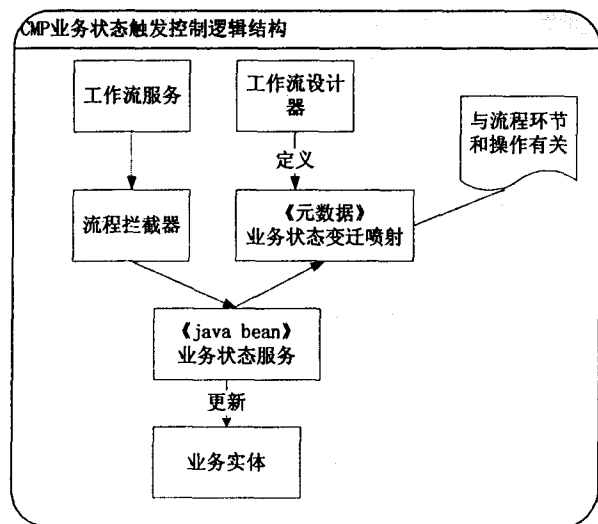 CMP业务状态触发控制逻辑结构
工作流服务
工作流设计
器
与流程环节
和操作有关
定义
流程拦截器
《元数据》
业务状态变迁喷射
《java bean》
业务状态服务
更新
业务实体